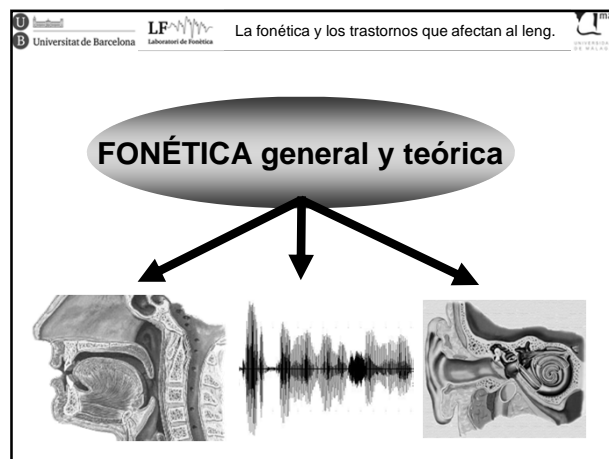 U
B Universitat de Barcelona
LF
Laboratori de Fonètica
La fonética y los trastornos que afectan al leng.
FONÉTICA general y teórica